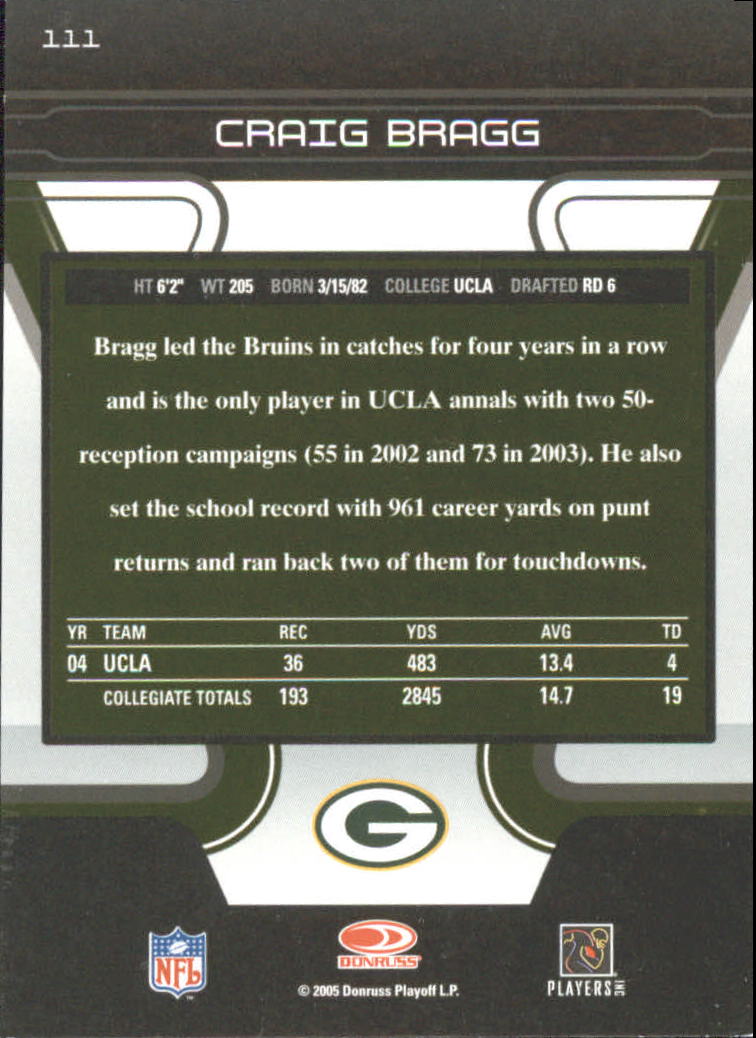 111
CRAIG BRAGG
HT 6'2" WT 205 BORN 3/15/82 COLLEGE UCLA DRAFTED RD 6
Bragg led the Bruins in catches for four years in a row
and is the only player in UCLA annals with two 50-
reception campaigns (55 in 2002 and 73 in 2003). He also
set the school record with 961 career yards on punt
returns and ran back two of them for touchdowns.
YR TEAM REC YDS AVG TD
04 UCLA 36 483 13.4 4
COLLEGIATE TOTALS 193 2845 14.7 19
G
NFL
DONRUSS
© 2005 Donruss Playoff L.P.
PLAYERS INC